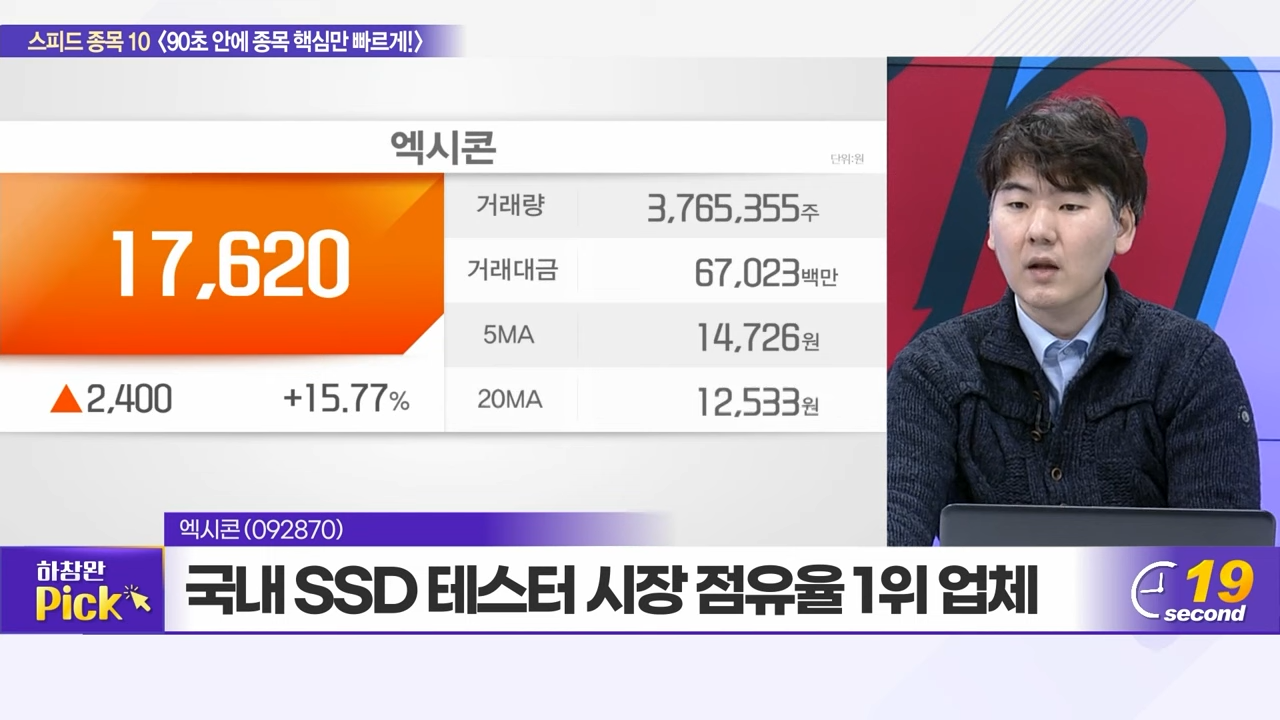 스피드 종목 10 <90초 안에 종목 핵심만 빠르게!>
엑시콘
단위:원
17,620
▲2,400 +15.77%
거래량 3,765,355주
거래대금 67,023백만
5MA 14,726원
20MA 12,533원
엑시콘(092870)
하창완
Pick
국내 SSD 테스터 시장 점유율 1위 업체
19
second